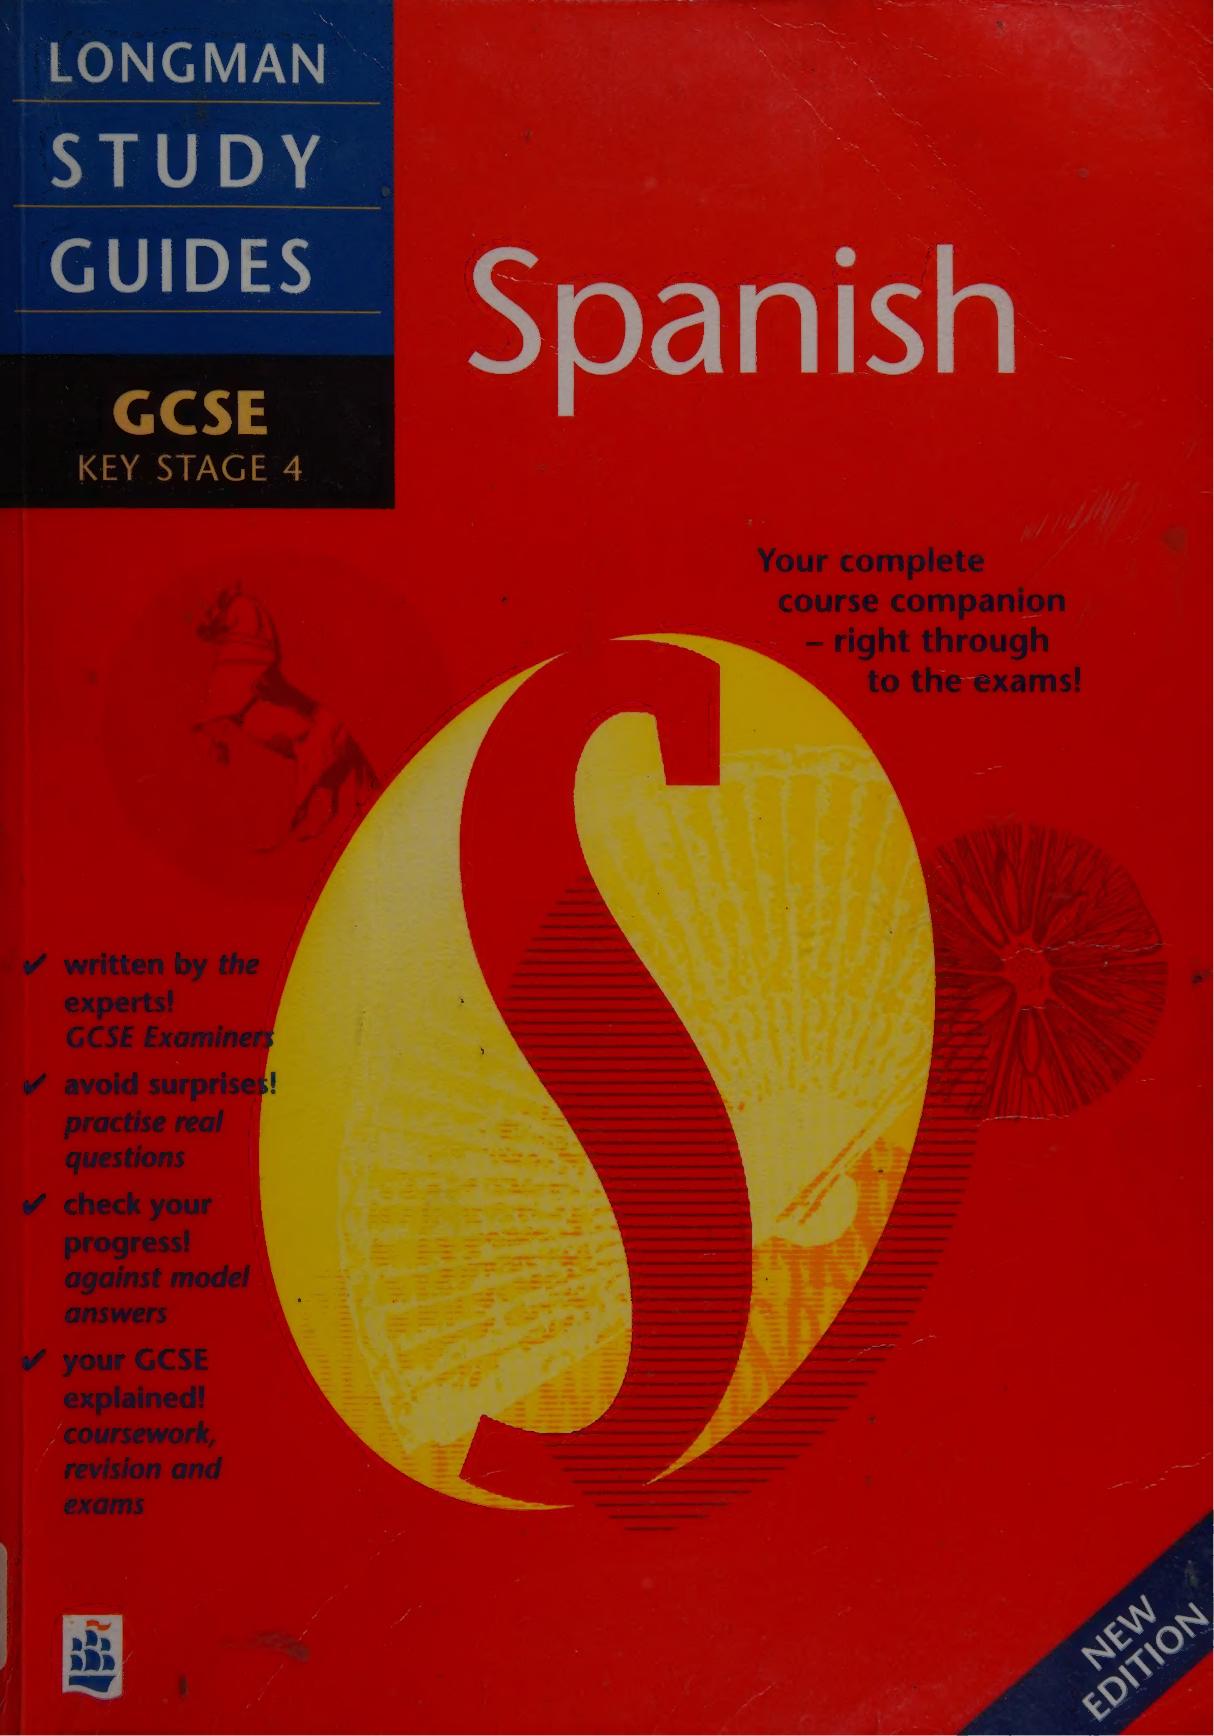 LONGMAN
STUDY
GUIDES
GCSE
KEY STAGE 4
Spanish
Your complete
course companion
– right through
to the exams!
S
✔ written by the
experts!
GCSE Examiners
✔ avoid surprises!
practise real
questions
✔ check your
progress!
against model
answers
✔ your GCSE
explained!
coursework,
revision and
exams
NEW
EDITION